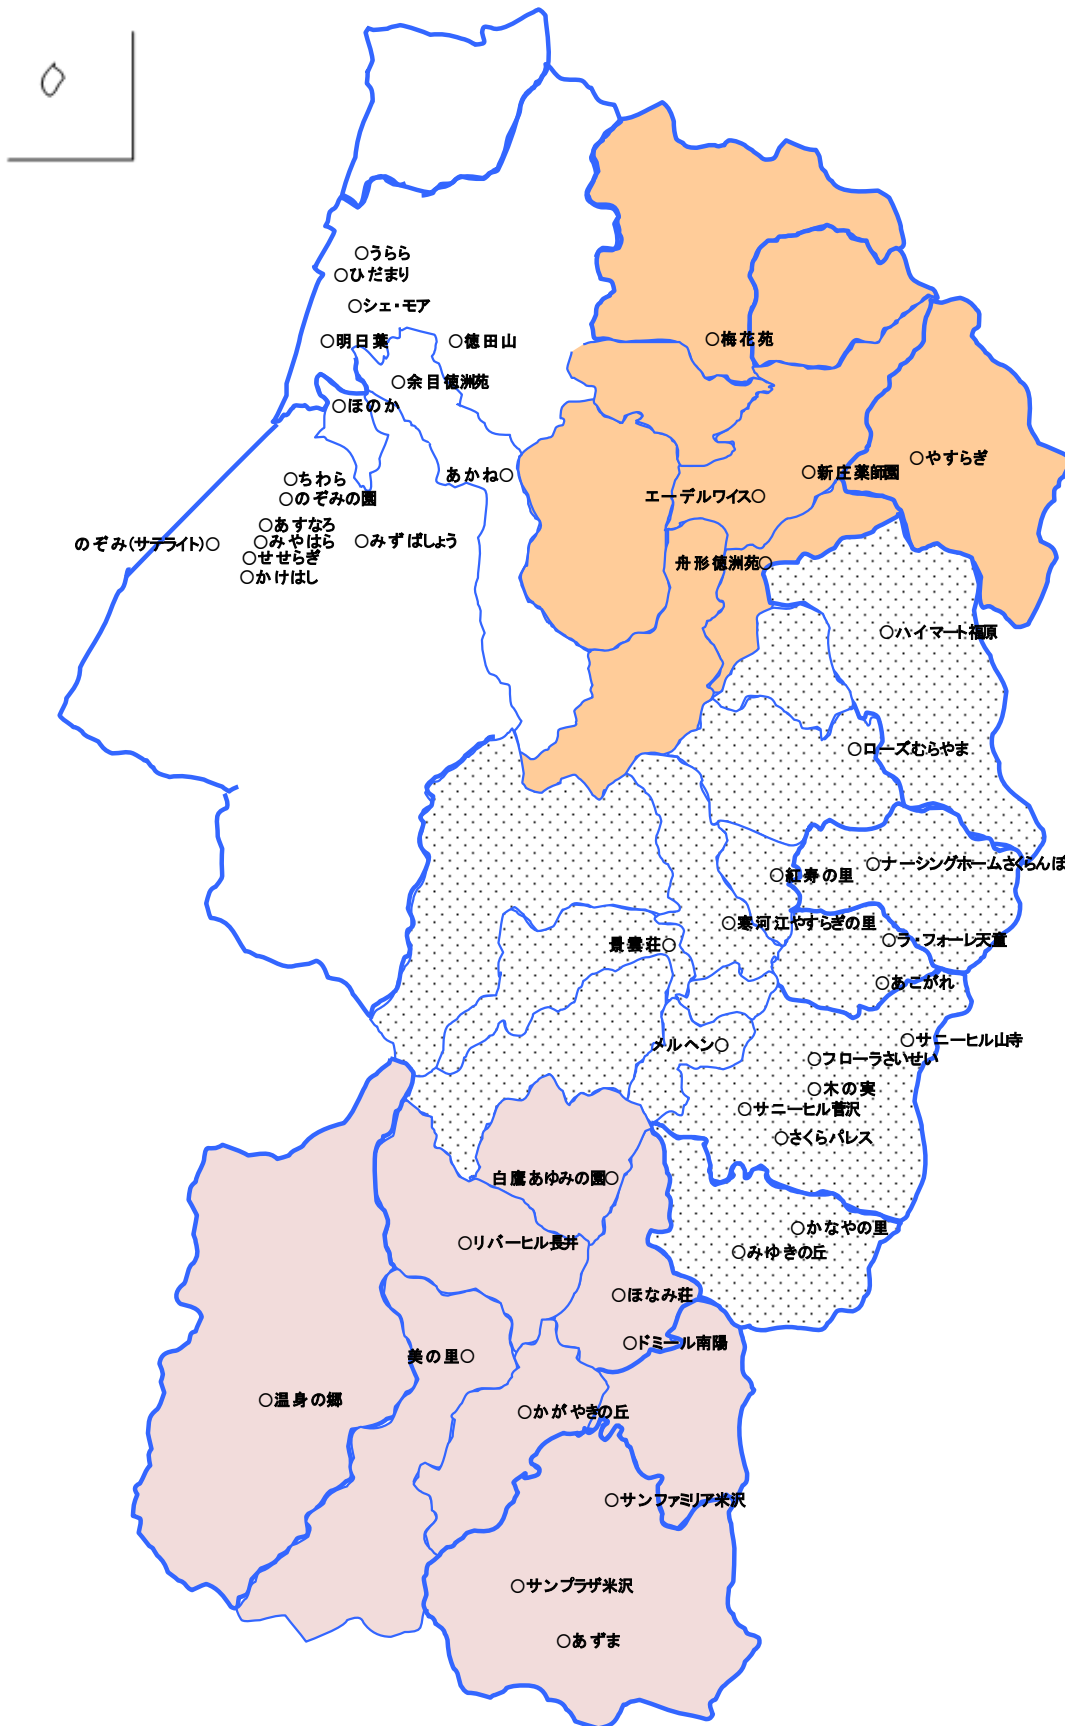 ○うらら
○ひだまり
○シェ・モア
○明日葉
○徳田山
○余目徳洲苑
○ほのか
あかね○
○ちわら
○のぞみの園
○あすなろ
○みやはら
のぞみ(サテライト)○
○せせらぎ
○かけはし
○みずばしょう
○梅花苑
○やすらぎ
○新庄薬師園
エーデルワイス○
舟形徳洲苑○
○ハイマート福原
○ローズむらやま
○ナーシングホームさくらんぼ
○紅寿の里
○寒河江やすらぎの里
景雲荘○
○ラ・フォーレ天童
○あこがれ
○サニーヒル山寺
メルヘン○
○フローラさいせい
○木の実
○サニーヒル菅沢
○さくらパレス
白鷹あゆみの園○
○かなやの里
○みゆきの丘
○リバーヒル長井
○ほなみ荘
○ドミール南陽
美の里○
○温身の郷
○かがやきの丘
○サンファミリア米沢
○サンプラザ米沢
○あずま